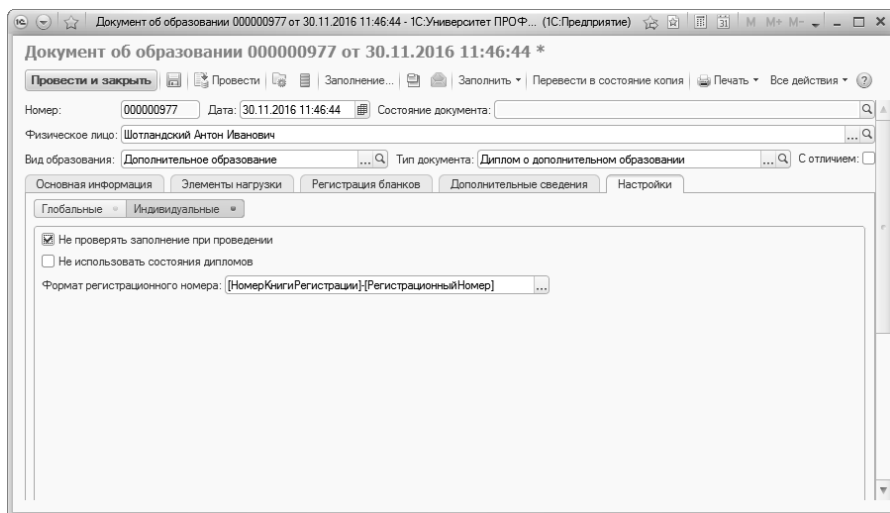 Документ об образовании 000000977 от 30.11.2016 11:46:44 - 1С:Университет ПРОФ... (1С:Предприятие) 31 M M+ M-
Документ об образовании 000000977 от 30.11.2016 11:46:44 *
Провести и закрыть Провести Заполнение... Заполнить Перевести в состояние копия Печать Все действия ?
Номер: 000000977 Дата: 30.11.2016 11:46:44 Состояние документа:
Физическое лицо: Шотландский Антон Иванович ...
Вид образования: Дополнительное образование ... Тип документа: Диплом о дополнительном образовании ... С отличием:
Основная информация Элементы нагрузки Регистрация бланков Дополнительные сведения Настройки
Глобальные Индивидуальные
Не проверять заполнение при проведении
Не использовать состояния дипломов
Формат регистрационного номера: [НомерКнигиРегистрации]-[РегистрационныйНомер] ...